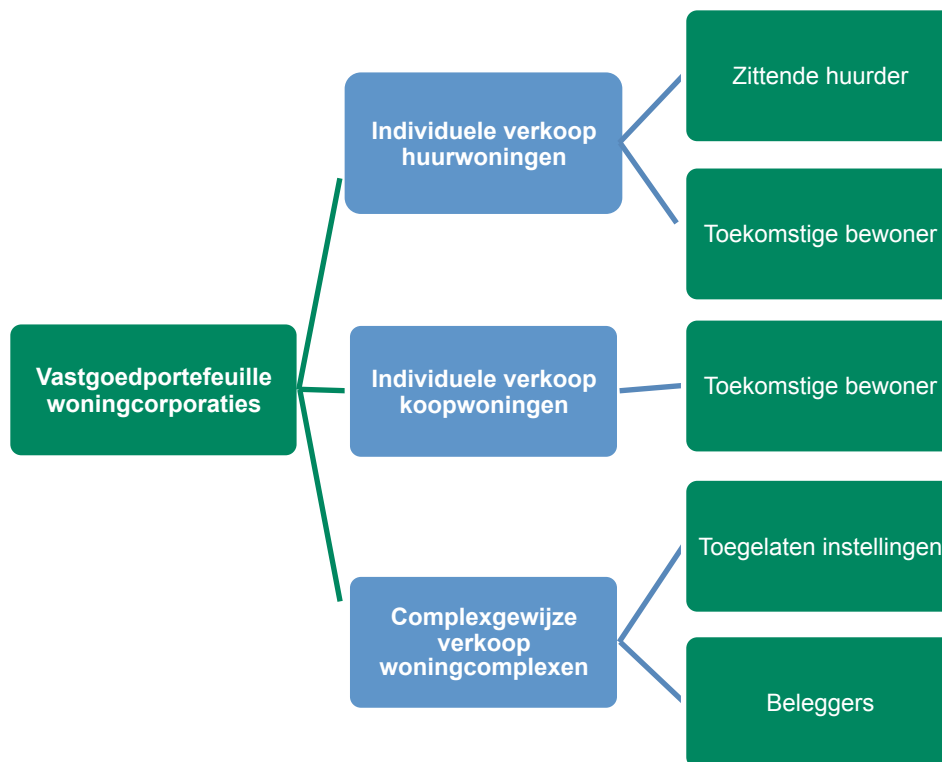 Vastgoedportefeuille
woningcorporaties
Individuele verkoop
huurwoningen
Zittende huurder
Toekomstige bewoner
Individuele verkoop
koopwoningen
Toekomstige bewoner
Complexgewijze
verkoop
woningcomplexen
Toegelaten instellingen
Beleggers